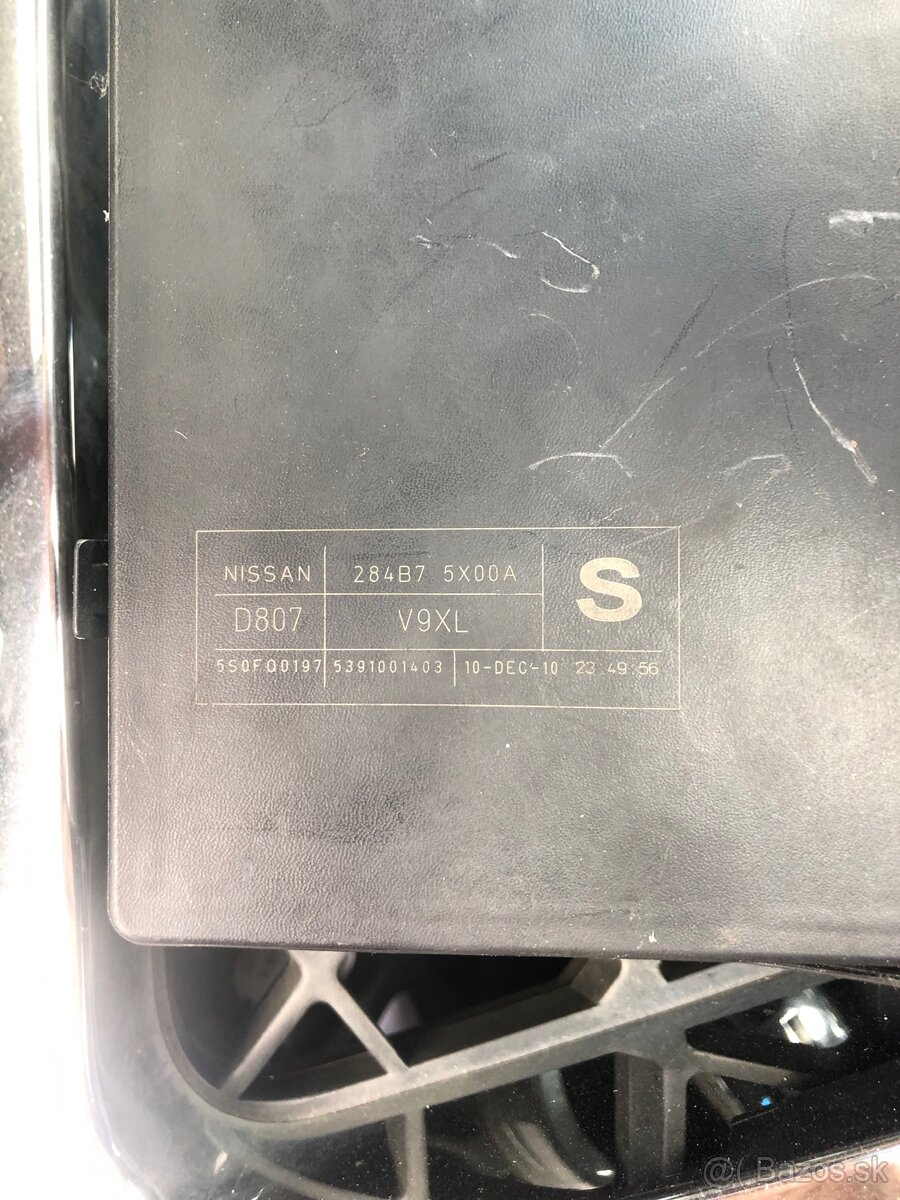 NISSAN 284B7 5X00A S
D807 V9XL
5S0FQ0197 5391001403 10-DEC-10 23:49:56
@( Bazos.sk